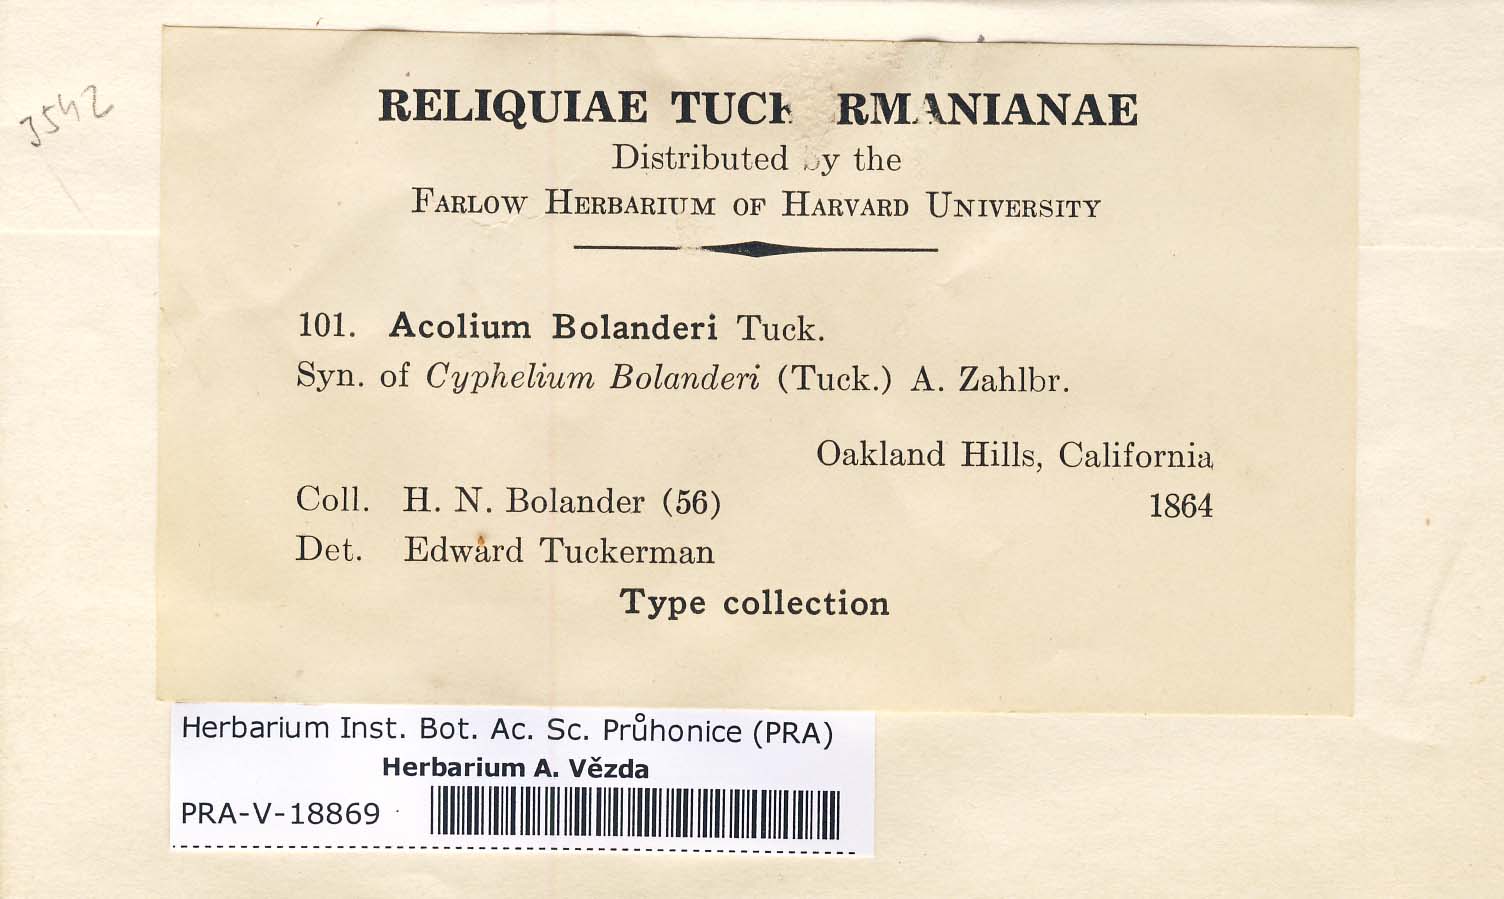 3542
RELIQUIAE TUCKERMANIANAE
Distributed by the
FARLOW HERBARIUM OF HARVARD UNIVERSITY
101. Acolium Bolanderi Tuck.
Syn. of Cyphelium Bolanderi (Tuck.) A. Zahlbr.
Oakland Hills, California
Coll. H. N. Bolander (56) 1864
Det. Edward Tuckerman
Type collection
Herbarium Inst. Bot. Ac. Sc. Průhonice (PRA)
Herbarium A. Vězda
PRA-V-18869